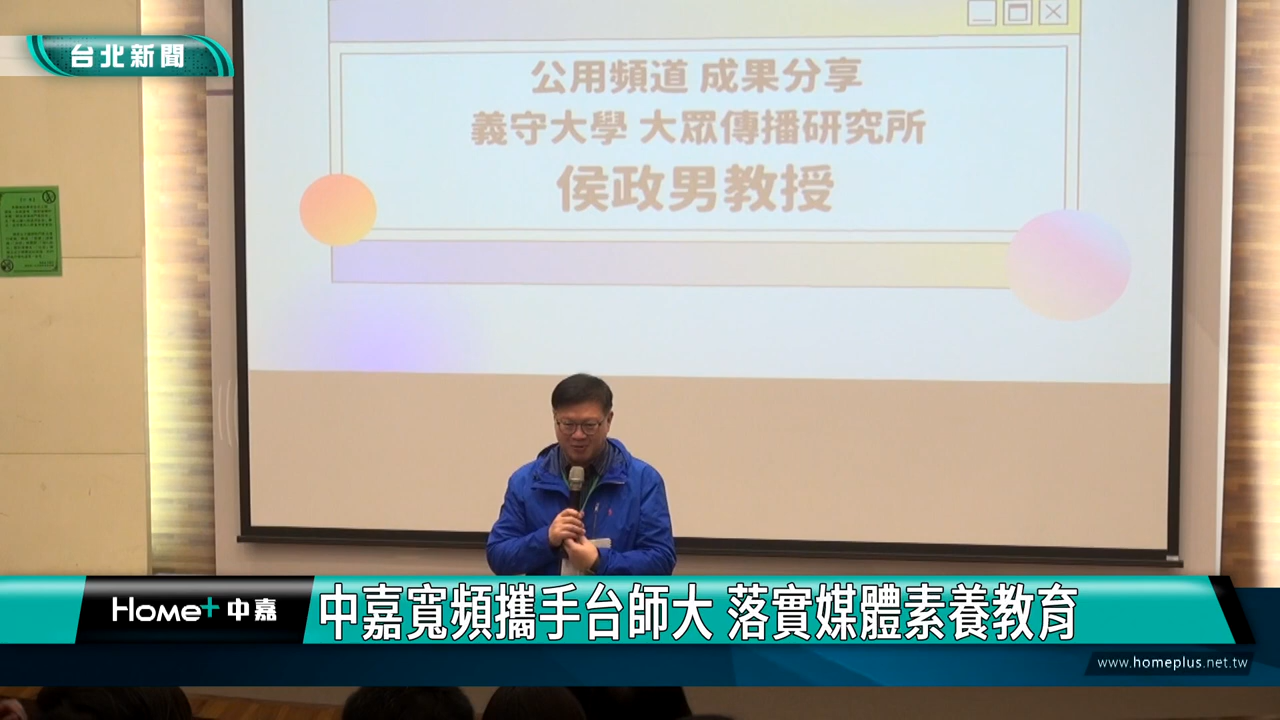 台北新聞
公用頻道 成果分享
義守大學 大眾傳播研究所
侯政男教授
Home+ 中嘉
中嘉寬頻攜手台師大 落實媒體素養教育
www.homeplus.net.tw